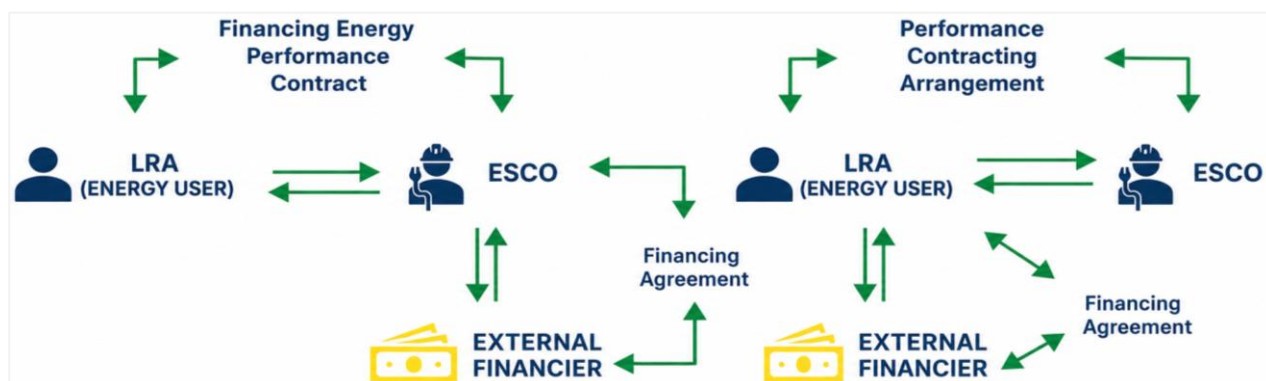 Financing Energy
Performance
Contract
LRA
(ENERGY USER)
ESCO
Financing
Agreement
EXTERNAL
FINANCIER
Performance
Contracting
Arrangement
LRA
(ENERGY USER)
ESCO
Financing
Agreement
EXTERNAL
FINANCIER